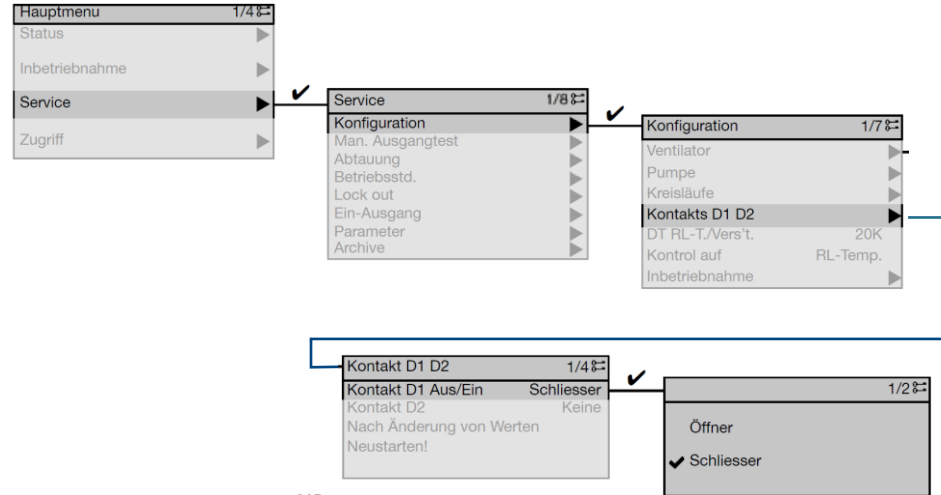 Hauptmenu 1/4
Status
Inbetriebnahme
Service
Zugriff
Service 1/8
Konfiguration
Man. Ausgangtest
Abtauung
Betriebsstd.
Lock out
Ein-Ausgang
Parameter
Archive
Konfiguration 1/7
Ventilator
Pumpe
Kreisläufe
Kontakts D1 D2
DT RL-T./Vers't. 20K
Kontrol auf RL-Temp.
Inbetriebnahme
Kontakt D1 D2 1/4
Kontakt D1 Aus/Ein Schliesser
Kontakt D2 Keine
Nach Änderung von Werten
Neustarten!
1/2
Öffner
Schliesser